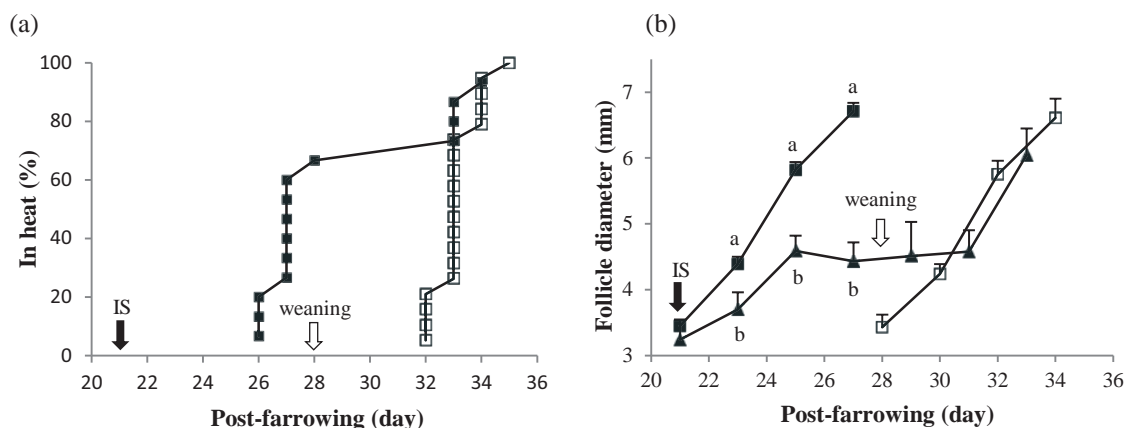 (a)
100
80
60
40
20
0
In heat (%)
IS
weaning
20 22 24 26 28 30 32 34 36
Post-farrowing (day)
(b)
7
6
5
4
3
Follicle diameter (mm)
a
a
weaning
a
IS
b
b
b
20 22 24 26 28 30 32 34 36
Post-farrowing (day)